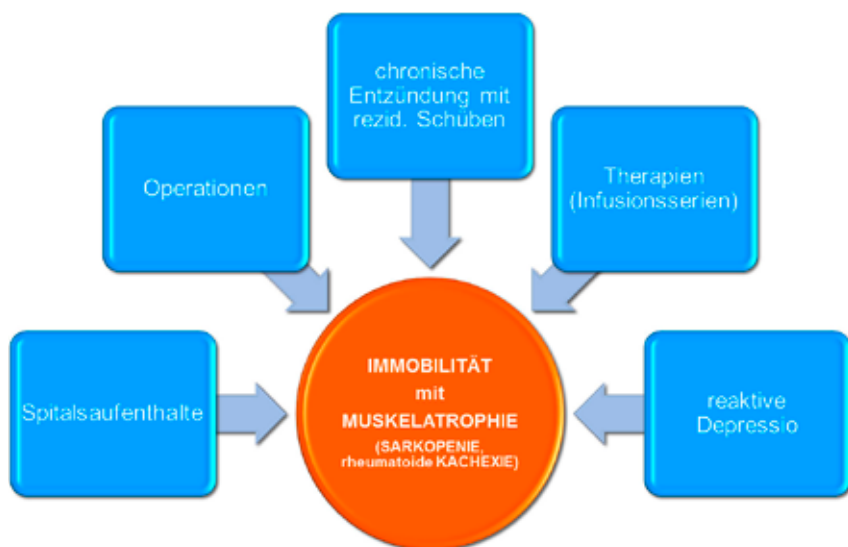 chronische
Entzündung mit
rezid. Schüben
Operationen
Therapien
(Infusionsserien)
Spitalsaufenthalte
IMMOBILITÄT
mit
MUSKELATROPHIE
(SARKOPENIE,
rheumatoide KACHEXIE)
reaktive
Depressio